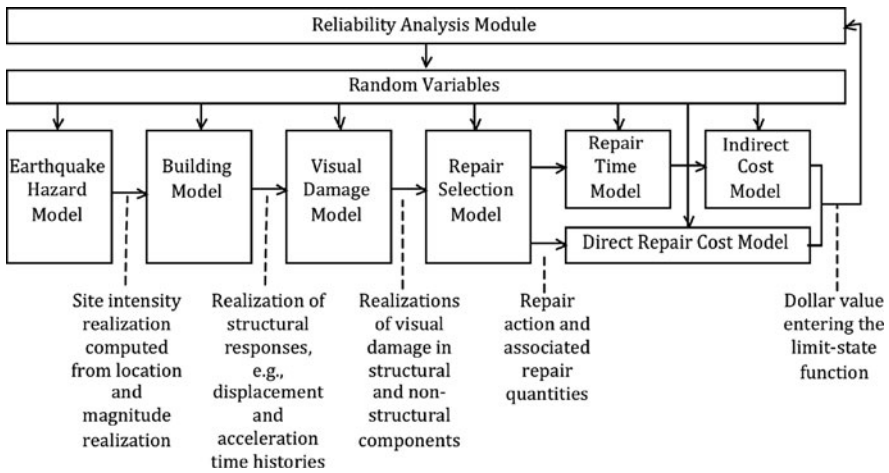 Reliability Analysis Module
Random Variables
Earthquake
Hazard
Model
Building
Model
Visual
Damage
Model
Repair
Selection
Model
Repair
Time
Model
Indirect
Cost
Model
Direct Repair Cost Model
Site intensity
realization
computed
from location
and
magnitude
realization
Realization of
structural
responses,
e.g.,
displacement
and
acceleration
time histories
Realizations
of visual
damage in
structural
and non-
structural
components
Repair
action and
associated
repair
quantities
Dollar value
entering the
limit-state
function